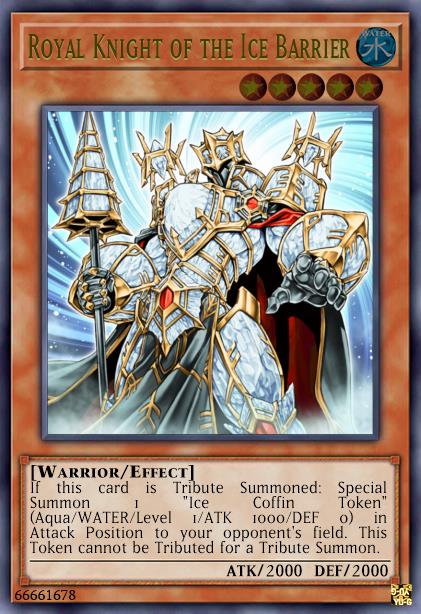 ROYAL KNIGHT OF THE ICE BARRIER
WATER
水
[WARRIOR/EFFECT]
If this card is Tribute Summoned: Special
Summon 1 "Ice Coffin Token"
(Aqua/WATER/Level 1/ATK 1000/DEF 0) in
Attack Position to your opponent's field. This
Token cannot be Tributed for a Tribute Summon.
ATK/2000 DEF/2000
66661678